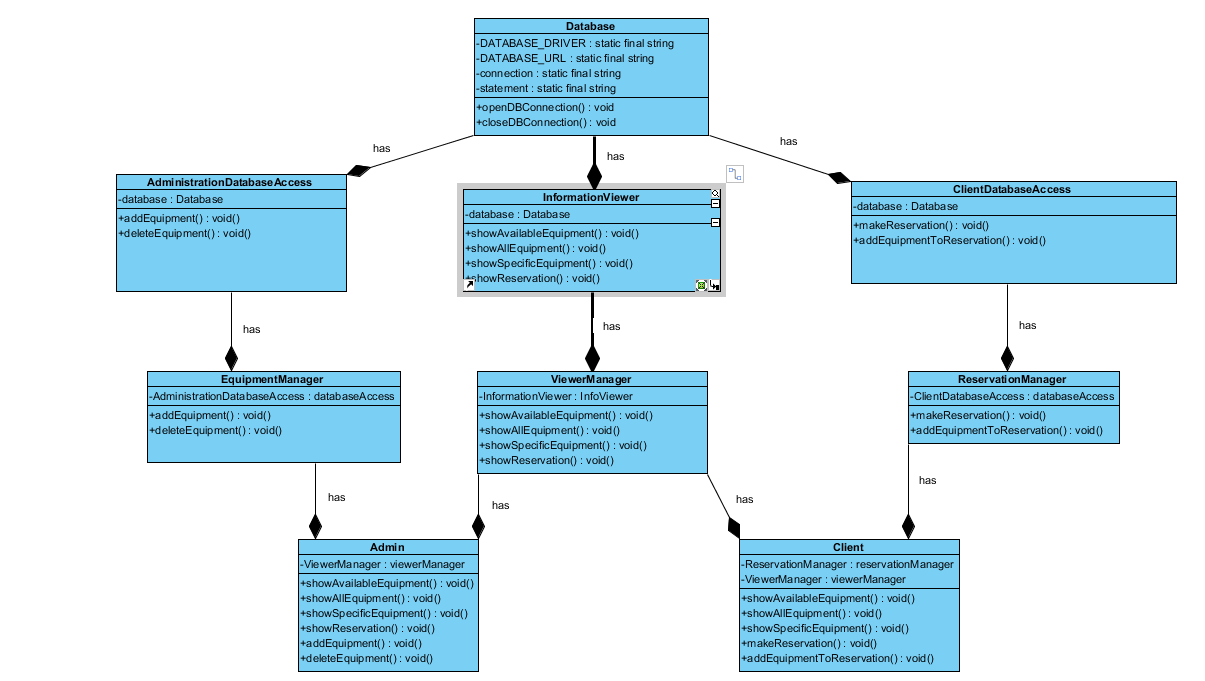 Database
-DATABASE_DRIVER : static final string
-DATABASE_URL : static final string
-connection : static final string
-statement : static final string
+openDBConnection() : void
+closeDBConnection() : void
has
has
has
AdministrationDatabaseAccess
-database : Database
+addEquipment() : void()
+deleteEquipment() : void()
InformationViewer
-database : Database
+showAvailableEquipment() : void()
+showAllEquipment() : void()
+showSpecificEquipment() : void()
+showReservation() : void()
ClientDatabaseAccess
-database : Database
+makeReservation() : void()
+addEquipmentToReservation() : void()
has
has
has
EquipmentManager
-AdministrationDatabaseAccess : databaseAccess
+addEquipment() : void()
+deleteEquipment() : void()
ViewerManager
-InformationViewer : InfoViewer
+showAvailableEquipment() : void()
+showAllEquipment() : void()
+showSpecificEquipment() : void()
+showReservation() : void()
ReservationManager
-ClientDatabaseAccess : databaseAccess
+makeReservation() : void()
+addEquipmentToReservation() : void()
has
has
has
has
Admin
-ViewerManager : viewerManager
+showAvailableEquipment() : void()
+showAllEquipment() : void()
+showSpecificEquipment() : void()
+showReservation() : void()
+addEquipment() : void()
+deleteEquipment() : void()
Client
-ReservationManager : reservationManager
-ViewerManager : viewerManager
+showAvailableEquipment() : void()
+showAllEquipment() : void()
+showSpecificEquipment() : void()
+makeReservation() : void()
+addEquipmentToReservation() : void()